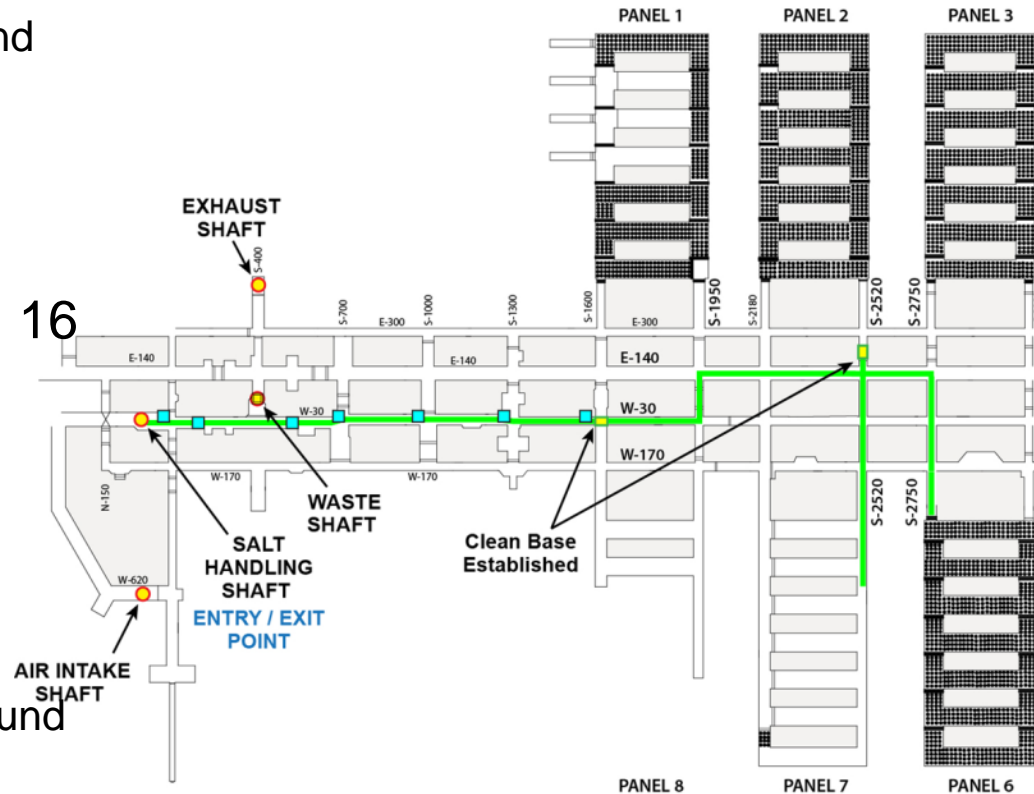 nd
PANEL 1
PANEL 2
PANEL 3
EXHAUST
SHAFT
S-400
16
S-700
S-1000
S-1300
S-1600
S-1950
S-2180
S-2520
S-2750
E-300
E-300
E-140
E-140
E-140
W-30
W-30
W-170
W-170
W-170
N-150
S-2520
S-2750
WASTE
SHAFT
SALT
HANDLING
SHAFT
ENTRY / EXIT
POINT
Clean Base
Established
W-620
AIR INTAKE
SHAFT
und
PANEL 8
PANEL 7
PANEL 6